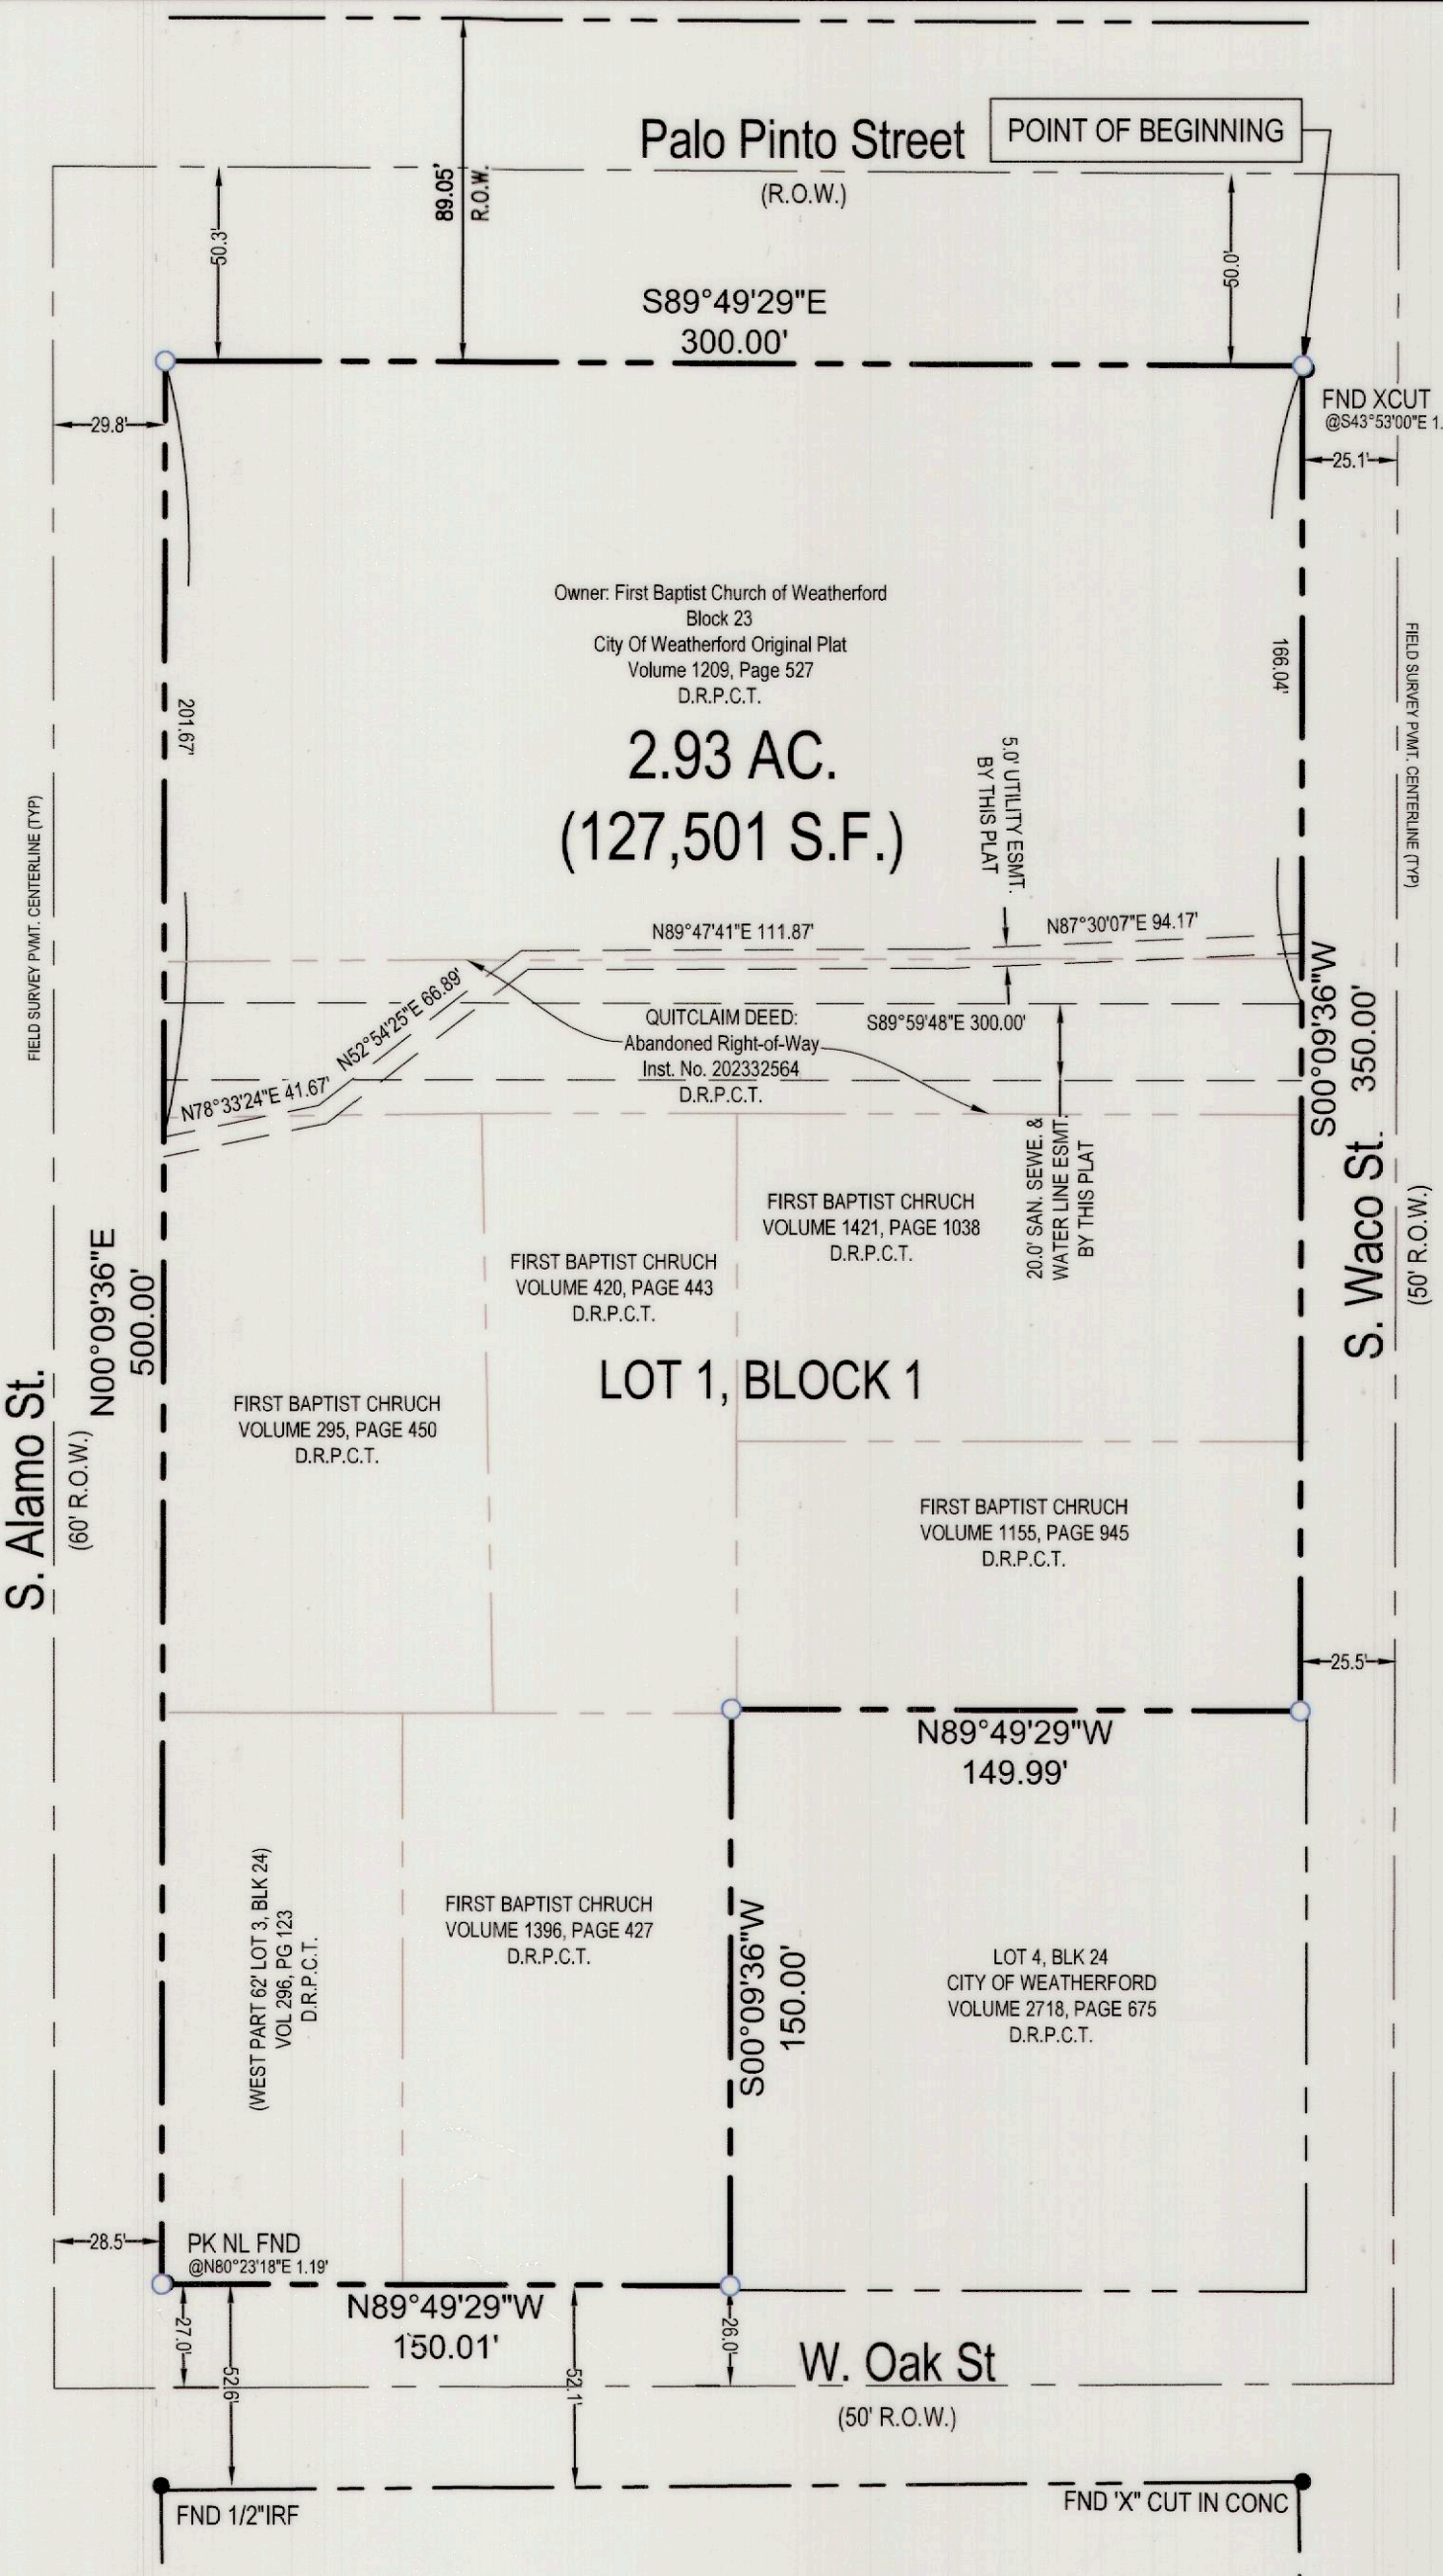 Palo Pinto Street
(R.O.W.)
POINT OF BEGINNING
89.05'
R.O.W.
50.3'
50.0'
S89°49'29"E
300.00'
FND XCUT
@S43°53'00"E 1.
29.8'
25.1'
Owner: First Baptist Church of Weatherford
Block 23
City Of Weatherford Original Plat
Volume 1209, Page 527
D.R.P.C.T.
2.93 AC.
(127,501 S.F.)
201.67'
166.04'
FIELD SURVEY PVMT. CENTERLINE (TYP)
FIELD SURVEY PVMT. CENTERLINE (TYP)
5.0' UTILITY ESMT.
BY THIS PLAT
N89°47'41"E 111.87'
N87°30'07"E 94.17'
N52°54'25"E 66.89'
N78°33'24"E 41.67'
QUITCLAIM DEED:
Abandoned Right-of-Way
Inst. No. 202332564
D.R.P.C.T.
S89°59'48"E 300.00'
S00°09'36"W
350.00'
20.0' SAN. SEWE. &
WATER LINE ESMT.
BY THIS PLAT
S. Waco St.
(50' R.O.W.)
FIRST BAPTIST CHRUCH
VOLUME 1421, PAGE 1038
D.R.P.C.T.
FIRST BAPTIST CHRUCH
VOLUME 420, PAGE 443
D.R.P.C.T.
N00°09'36"E
500.00'
S. Alamo St.
(60' R.O.W.)
LOT 1, BLOCK 1
FIRST BAPTIST CHRUCH
VOLUME 295, PAGE 450
D.R.P.C.T.
FIRST BAPTIST CHRUCH
VOLUME 1155, PAGE 945
D.R.P.C.T.
25.5'
N89°49'29"W
149.99'
(WEST PART 62' LOT 3, BLK 24)
VOL 296, PG 123
D.R.P.C.T.
FIRST BAPTIST CHRUCH
VOLUME 1396, PAGE 427
D.R.P.C.T.
S00°09'36"W
150.00'
LOT 4, BLK 24
CITY OF WEATHERFORD
VOLUME 2718, PAGE 675
D.R.P.C.T.
28.5'
PK NL FND
@N80°23'18"E 1.19'
N89°49'29"W
150.01'
27.0'
52.6'
52.1'
26.0'
W. Oak St
(50' R.O.W.)
FND 1/2"IRF
FND 'X" CUT IN CONC